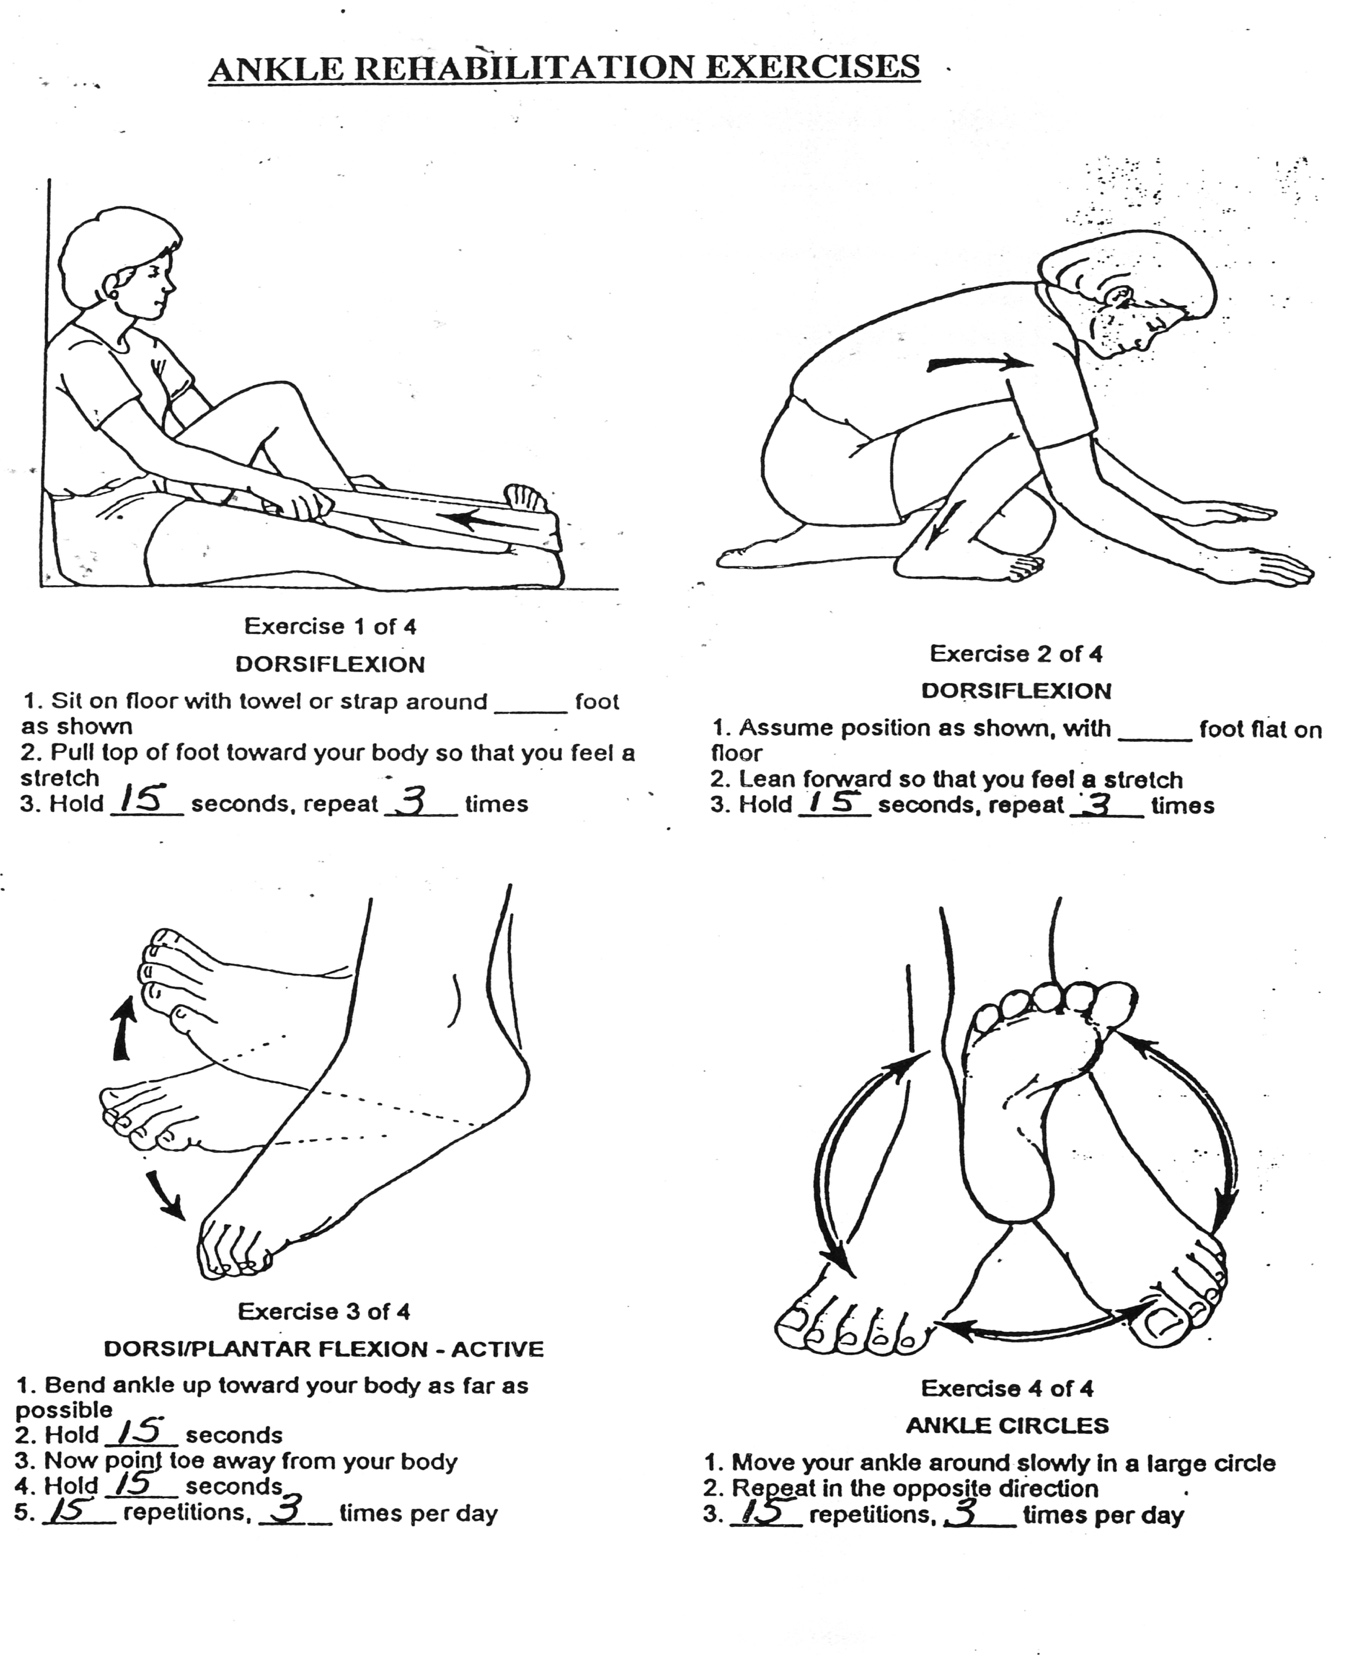 ANKLE REHABILITATION EXERCISES
Exercise 1 of 4
DORSIFLEXION
1. Sit on floor with towel or strap around _____ foot
as shown
2. Pull top of foot toward your body so that you feel a
stretch
3. Hold 15 seconds, repeat 3 times
Exercise 2 of 4
DORSIFLEXION
1. Assume position as shown, with _____ foot flat on
floor
2. Lean forward so that you feel a stretch
3. Hold 15 seconds, repeat 3 times
Exercise 3 of 4
DORSI/PLANTAR FLEXION - ACTIVE
1. Bend ankle up toward your body as far as
possible
2. Hold 15 seconds
3. Now point toe away from your body
4. Hold 15 seconds
5. 15 repetitions, 3 times per day
Exercise 4 of 4
ANKLE CIRCLES
1. Move your ankle around slowly in a large circle
2. Repeat in the opposite direction
3. 15 repetitions, 3 times per day